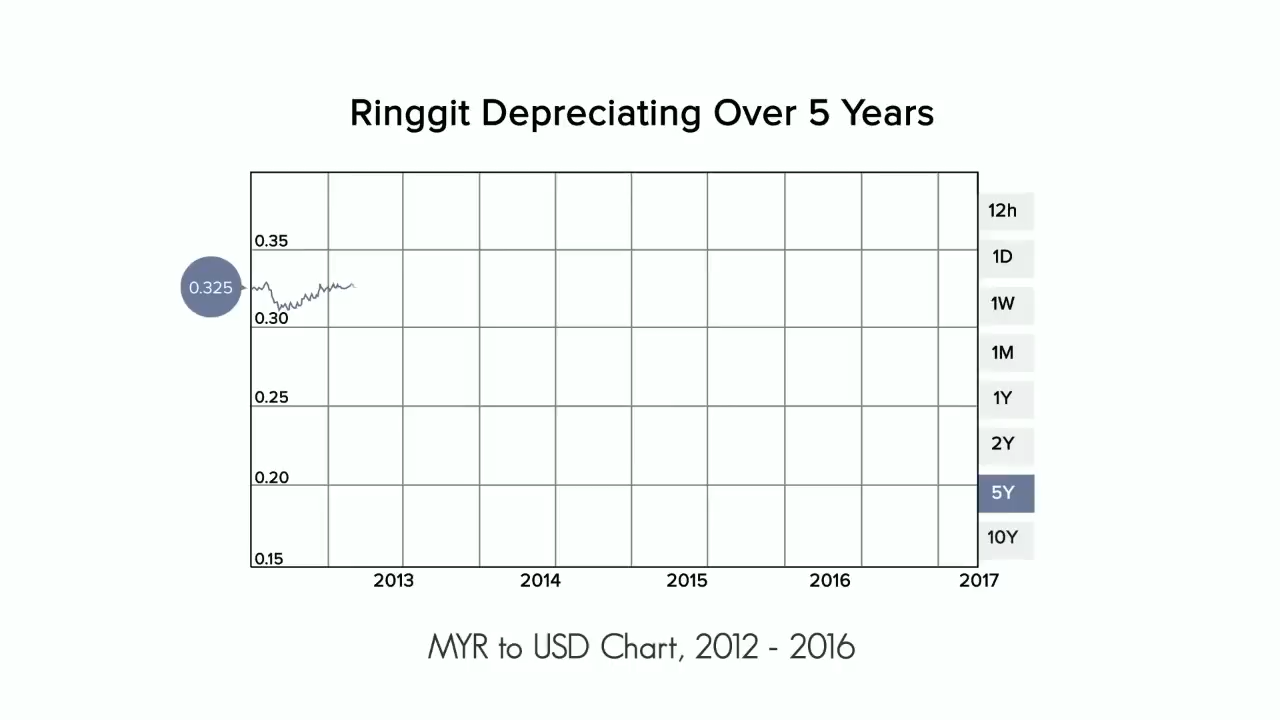 Ringgit Depreciating Over 5 Years
0.35
0.325
0.30
0.25
0.20
0.15
12h
1D
1W
1M
1Y
2Y
5Y
10Y
2013 2014 2015 2016 2017
MYR to USD Chart, 2012 - 2016